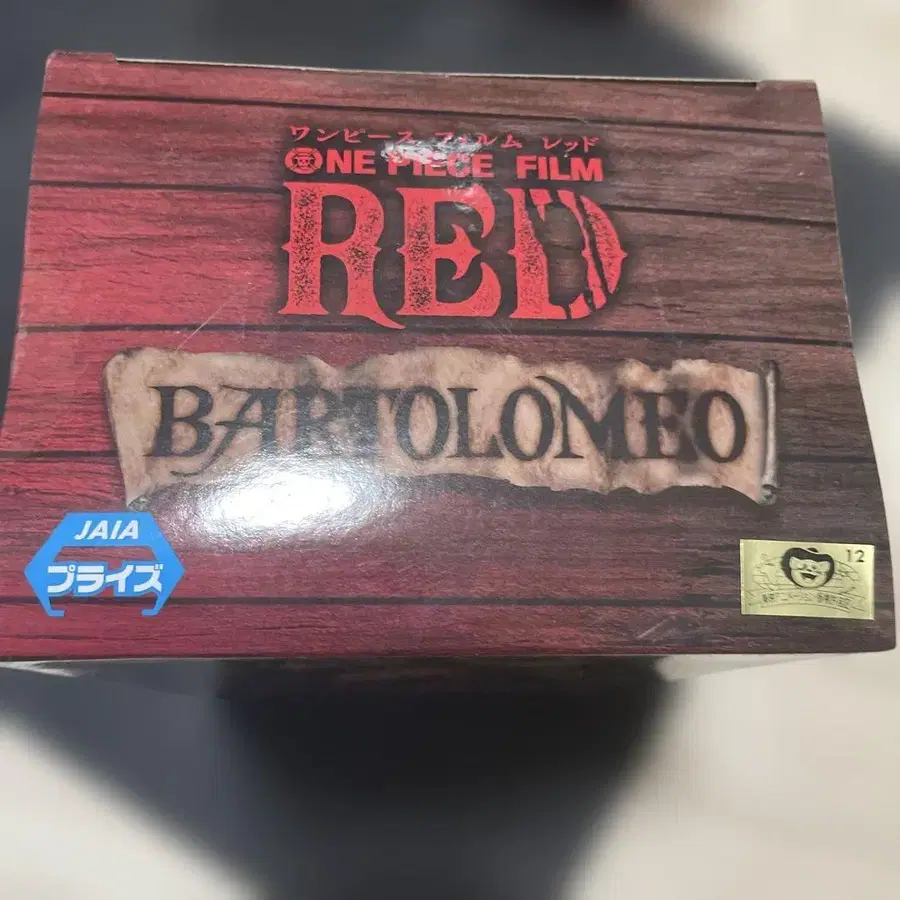 ワンピース フィルム レッド
ONE PIECE FILM
RED
BARTOLOMEO
JAIA
プライズ
12